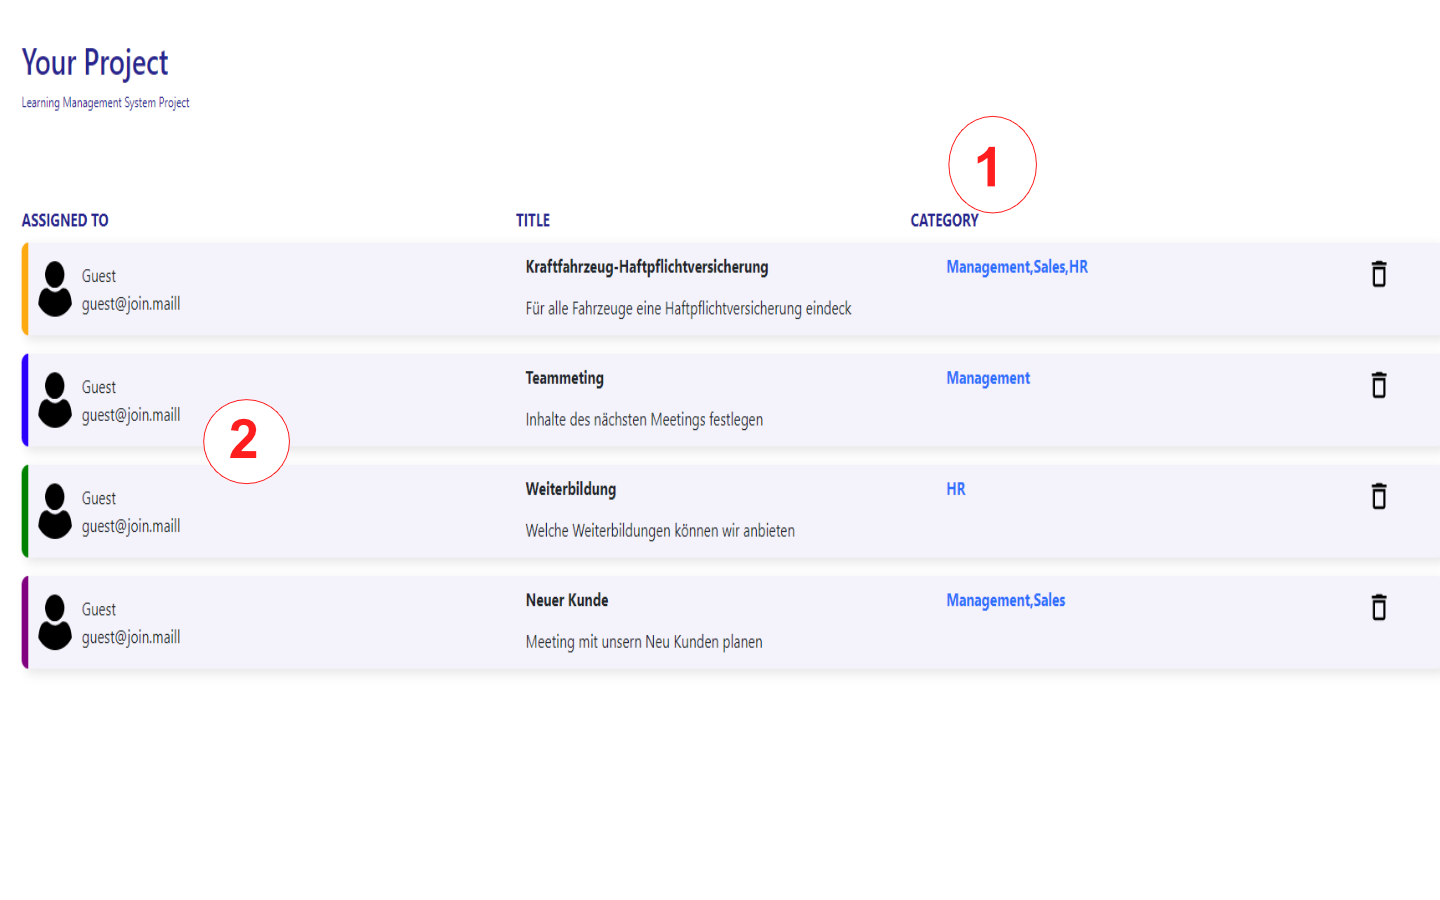 Your Project
Learning Management System Project
1
ASSIGNED TO TITLE CATEGORY
Guest
guest@join.maill
Kraftfahrzeug-Haftpflichtversicherung
Für alle Fahrzeuge eine Haftpflichtversicherung eindeck
Management,Sales,HR
Guest
guest@join.maill
Teammeting
Inhalte des nächsten Meetings festlegen
Management
2
Guest
guest@join.maill
Weiterbildung
Welche Weiterbildungen können wir anbieten
HR
Guest
guest@join.maill
Neuer Kunde
Meeting mit unsern Neu Kunden planen
Management,Sales